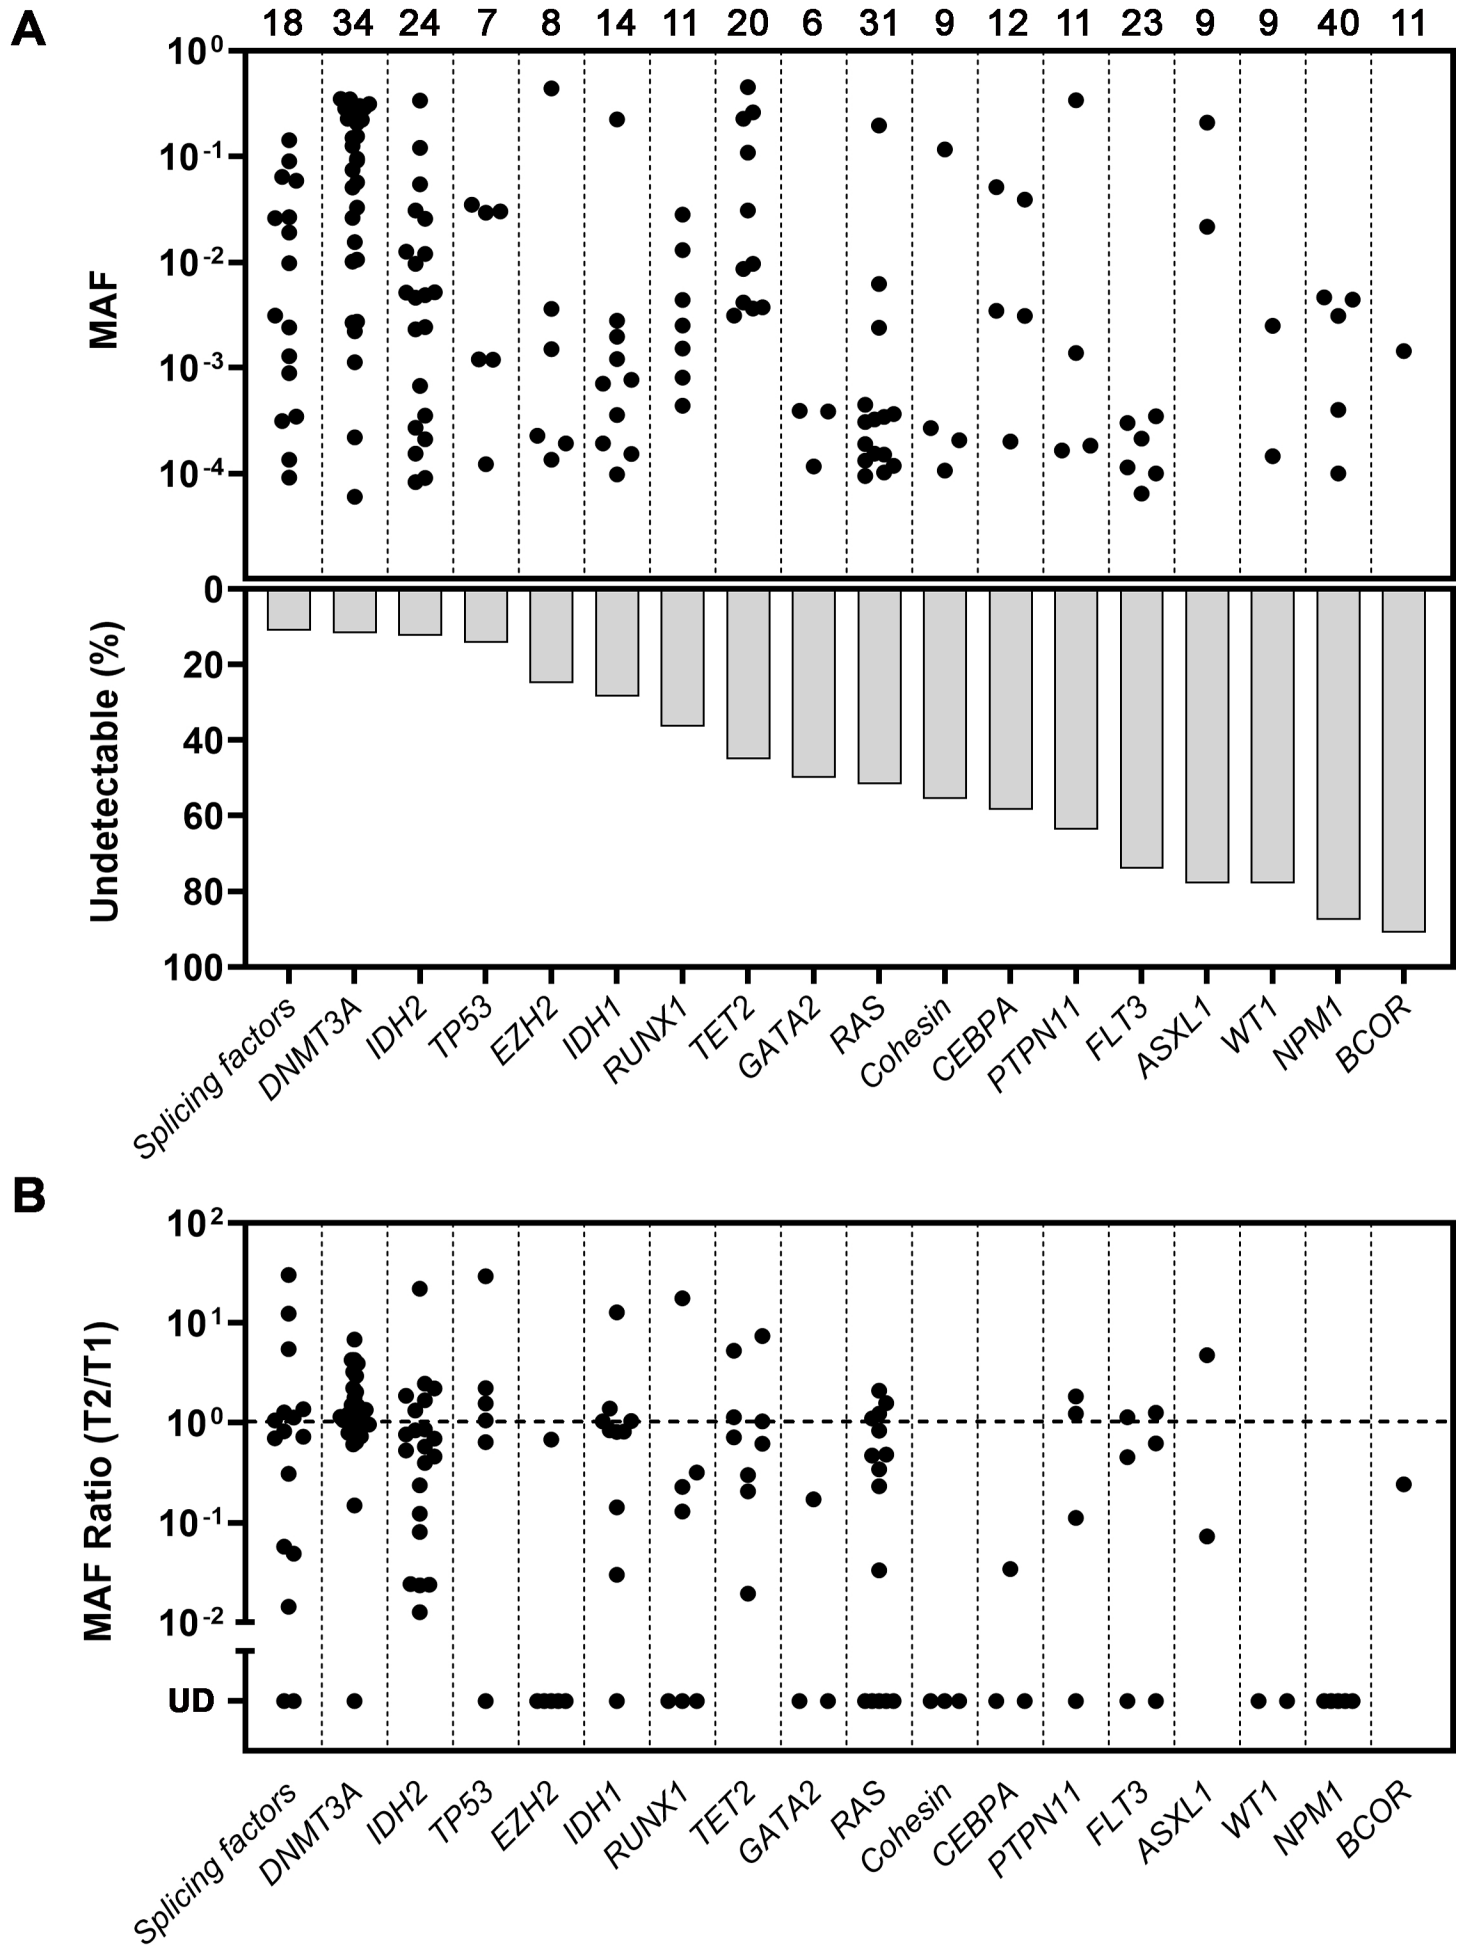 A
18 34 24 7 8 14 11 20 6 31 9 12 11 23 9 9 40 11
10^0
10^-1
10^-2
10^-3
10^-4
MAF
0
20
40
60
80
100
Undetectable (%)
Splicing factors
DNMT3A
IDH2
TP53
EZH2
IDH1
RUNX1
TET2
GATA2
RAS
Cohesin
CEBPA
PTPN11
FLT3
ASXL1
WT1
NPM1
BCOR
B
10^2
10^1
10^0
10^-1
10^-2
UD
MAF Ratio (T2/T1)
Splicing factors
DNMT3A
IDH2
TP53
EZH2
IDH1
RUNX1
TET2
GATA2
RAS
Cohesin
CEBPA
PTPN11
FLT3
ASXL1
WT1
NPM1
BCOR